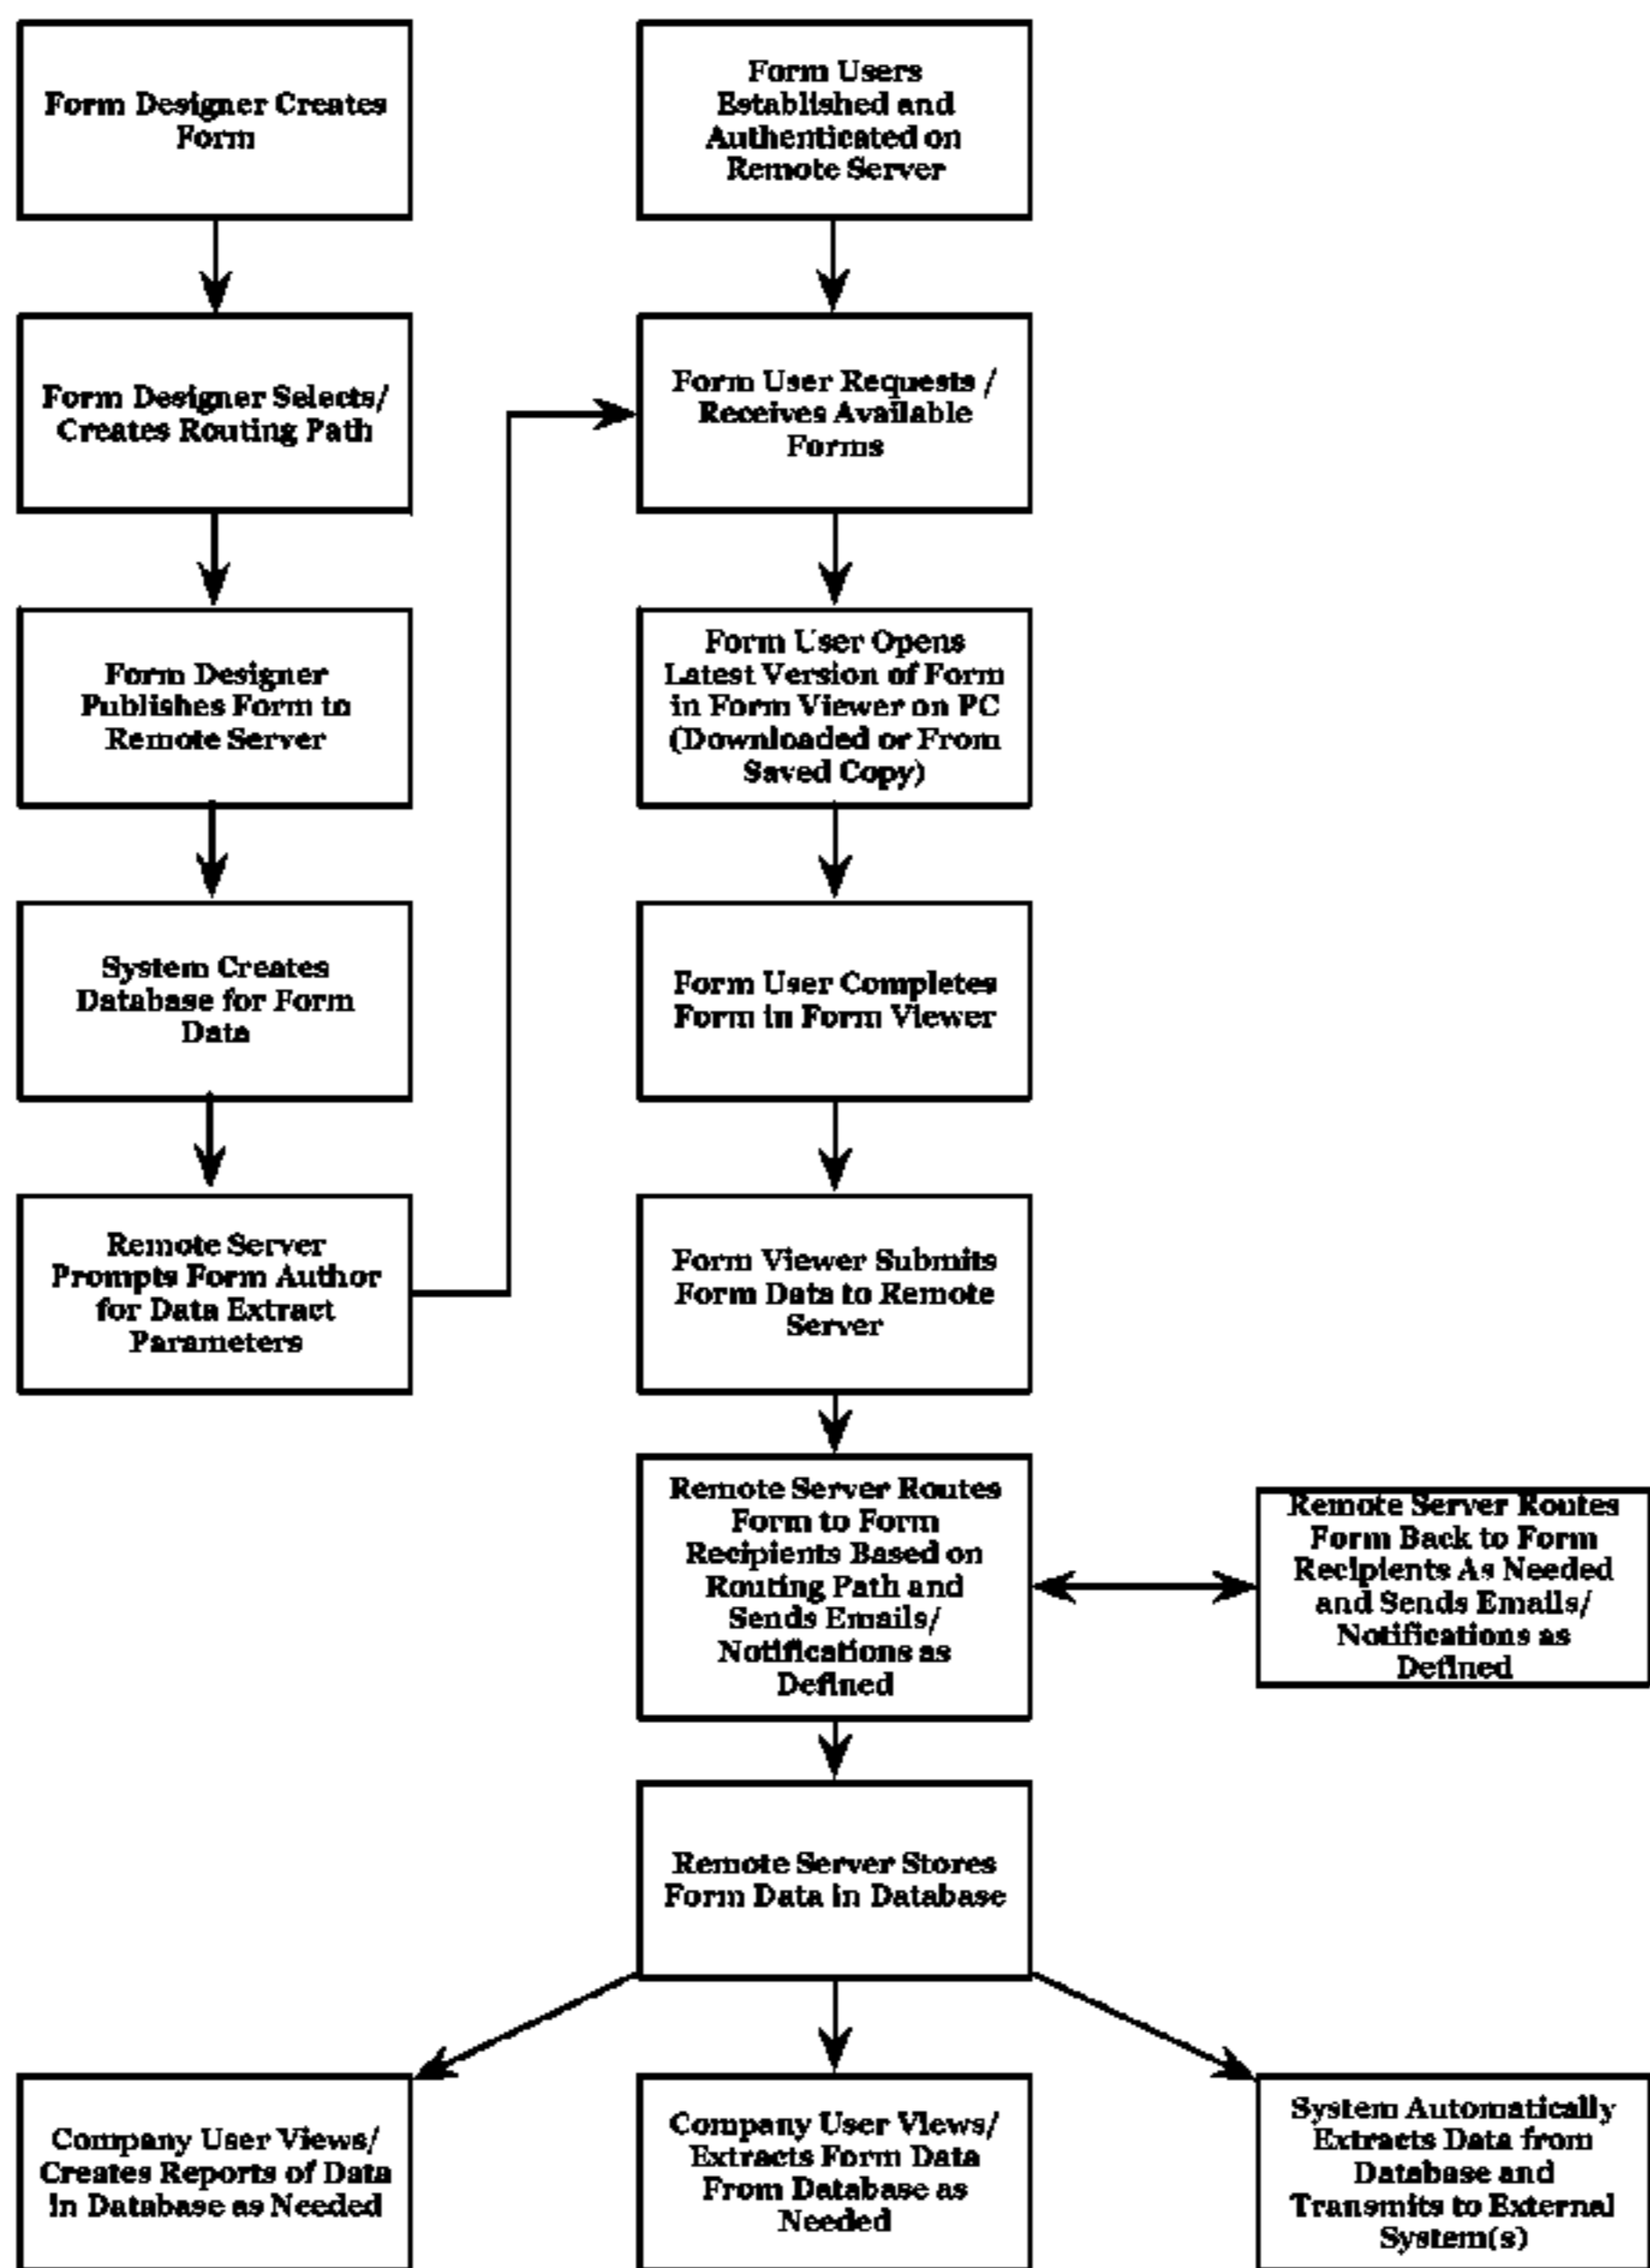 Form Designer Creates
Form
Form Users
Established and
Authenticated on
Remote Server
Form Designer Selects/
Creates Routing Path
Form User Requests /
Receives Available
Forms
Form Designer
Publishes Form to
Remote Server
Form User Opens
Latest Version of Form
in Form Viewer on PC
(Downloaded or From
Saved Copy)
System Creates
Database for Form
Data
Form User Completes
Form in Form Viewer
Remote Server
Prompts Form Author
for Data Extract
Parameters
Form Viewer Submits
Form Data to Remote
Server
Remote Server Routes
Form to Form
Recipients Based on
Routing Path and
Sends Emails/
Notifications as
Defined
Remote Server Routes
Form Back to Form
Recipients As Needed
and Sends Emails/
Notifications as
Defined
Remote Server Stores
Form Data in Database
Company User Views/
Creates Reports of Data
in Database as Needed
Company User Views/
Extracts Form Data
From Database as
Needed
System Automatically
Extracts Data from
Database and
Transmits to External
System(s)